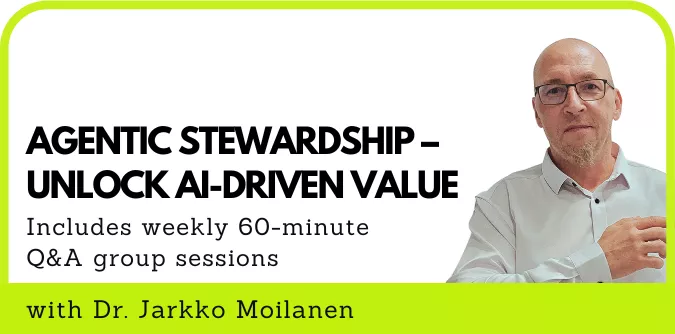 AGENTIC STEWARDSHIP –
UNLOCK AI-DRIVEN VALUE
Includes weekly 60-minute
Q&A group sessions
with Dr. Jarkko Moilanen